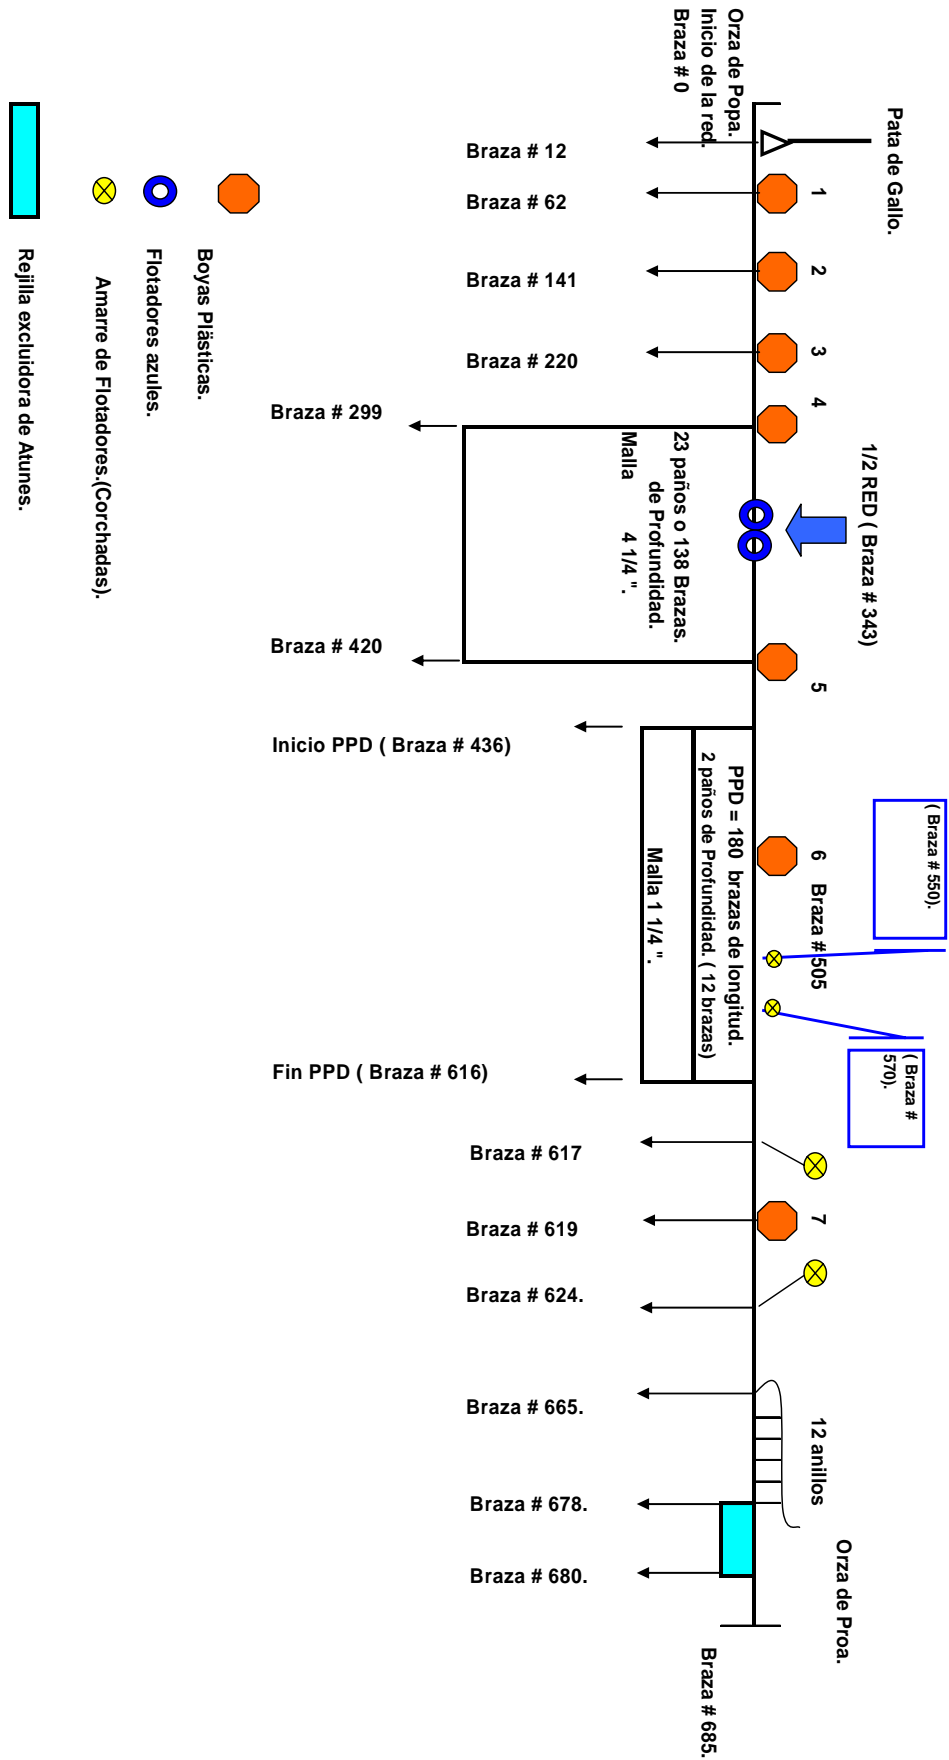 Orza de Popa.
Inicio de la red.
Braza # 0
Pata de Gallo.
Braza # 12
1
Braza # 62
2
Braza # 141
3
Braza # 220
4
Braza # 299
1/2 RED ( Braza # 343)
23 paños o 138 Brazas.
de Profundidad.
Malla 4 1/4 ".
5
Braza # 420
Inicio PPD ( Braza # 436)
PPD = 180 brazas de longitud.
2 paños de Profundidad. ( 12 brazas)
Malla 1 1/4 ".
6 Braza # 505
( Braza # 550).
( Braza #
570).
Fin PPD ( Braza # 616)
Braza # 617
7
Braza # 619
Braza # 624.
Braza # 665.
12 anillos
Braza # 678.
Braza # 680.
Orza de Proa.
Braza # 685.
Boyas Plästicas.
Flotadores azules.
Amarre de Flotadores.(Corchadas).
Rejilla excluidora de Atunes.